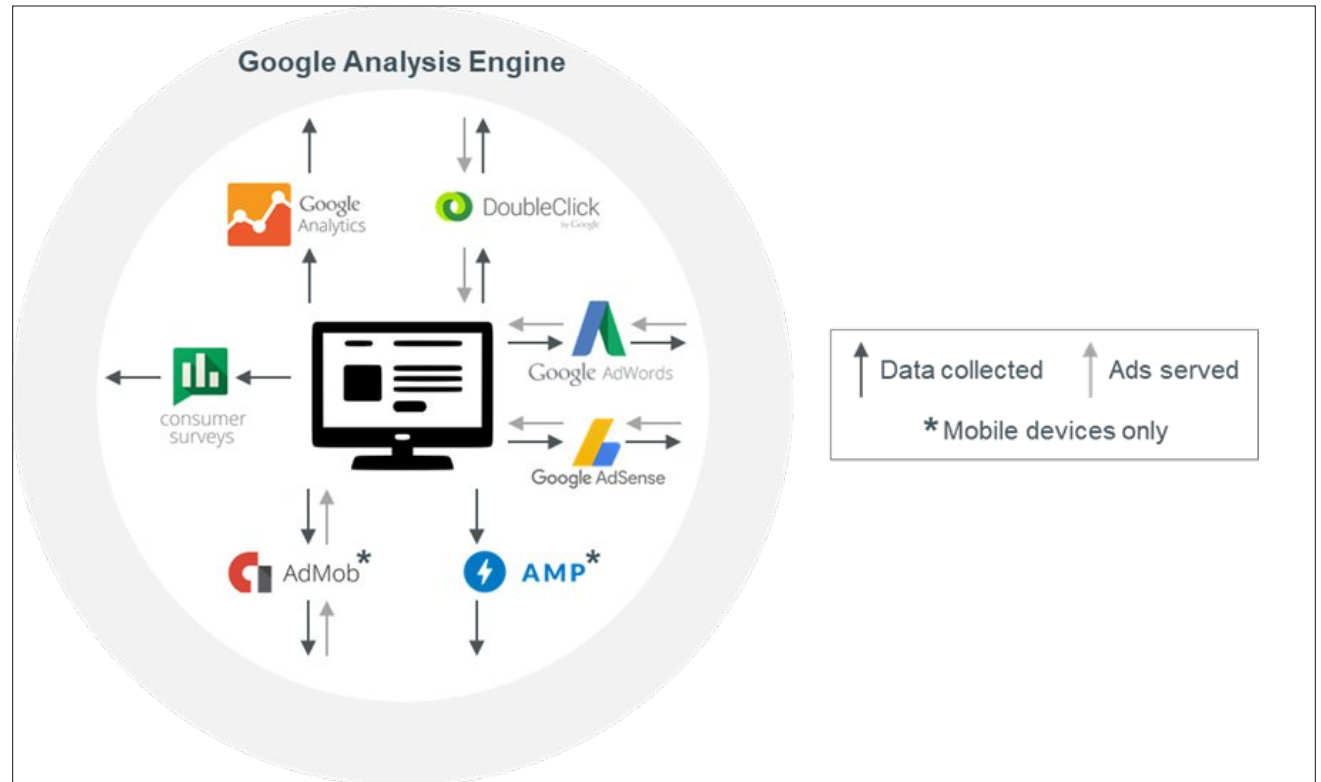 Google Analysis Engine
Google
Analytics
DoubleClick
by Google
Google AdWords
consumer
surveys
Google AdSense
AdMob*
AMP*
Data collected
Ads served
*Mobile devices only